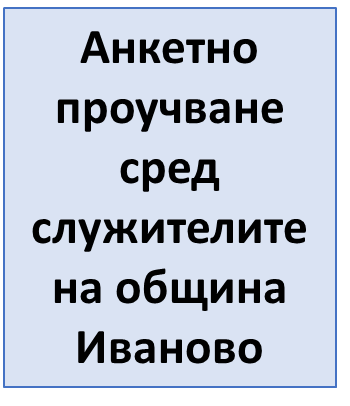 Анкетно
проучване
сред
служителите
на община
Иваново